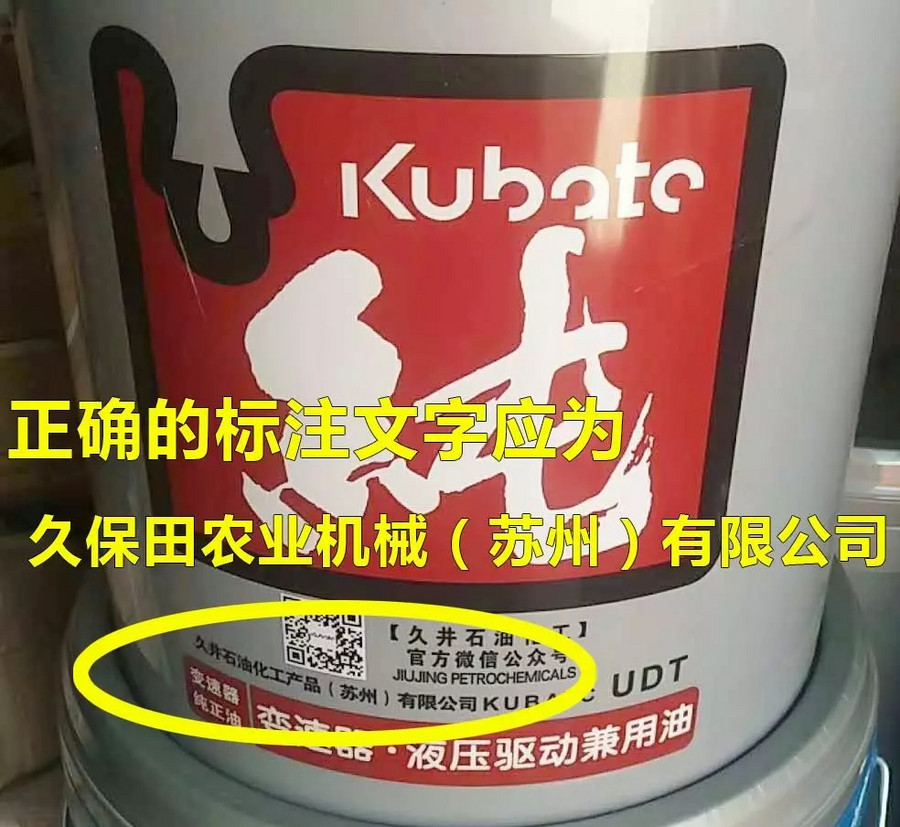 Kubato
纯
正确的标注文字应为
久保田农业机械（苏州）有限公司
【久井石油化工】
官方微信公众号
JIUJING PETROCHEMICALS
久井石油化工产品（苏州）有限公司
UDT
变速器
纯正油
变速器·液压驱动兼用油